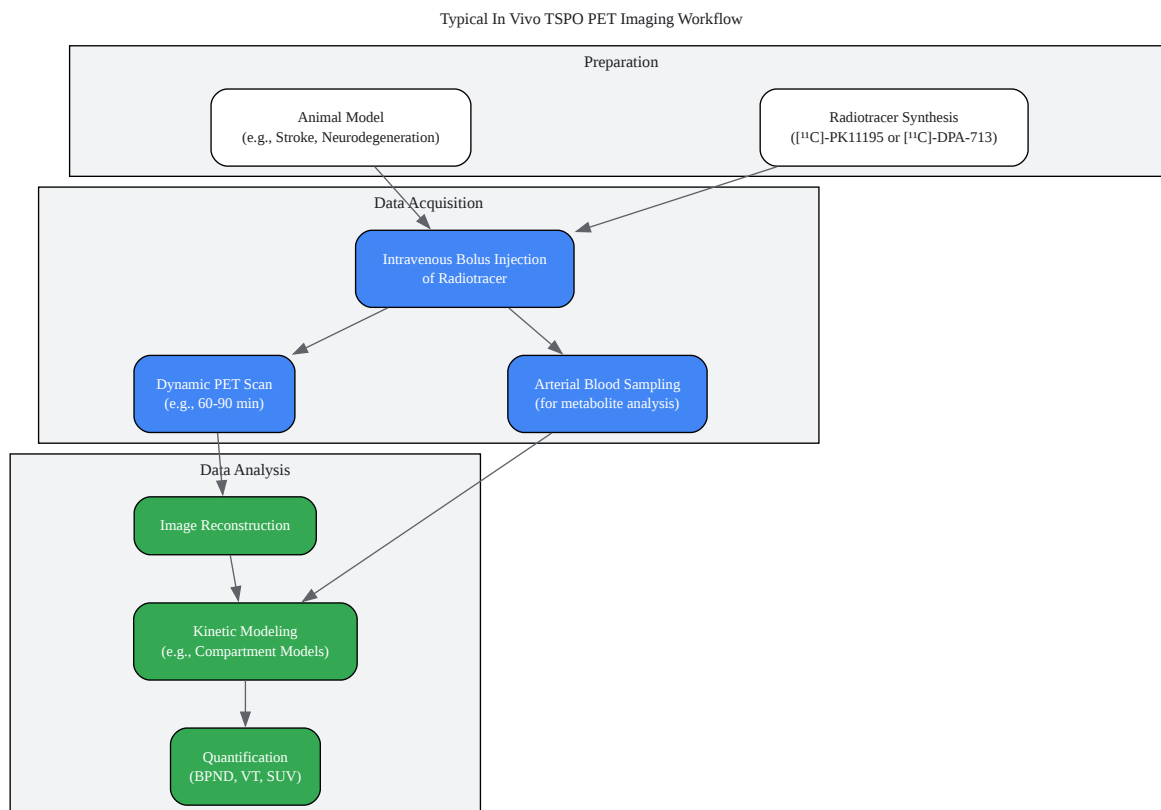 Typical In Vivo TSPO PET Imaging Workflow
Preparation
Animal Model
(e.g., Stroke, Neurodegeneration)
Radiotracer Synthesis
([¹¹C]-PK11195 or [¹¹C]-DPA-713)
Data Acquisition
Intravenous Bolus Injection
of Radiotracer
Dynamic PET Scan
(e.g., 60-90 min)
Arterial Blood Sampling
(for metabolite analysis)
Data Analysis
Image Reconstruction
Kinetic Modeling
(e.g., Compartment Models)
Quantification
(BPND, VT, SUV)